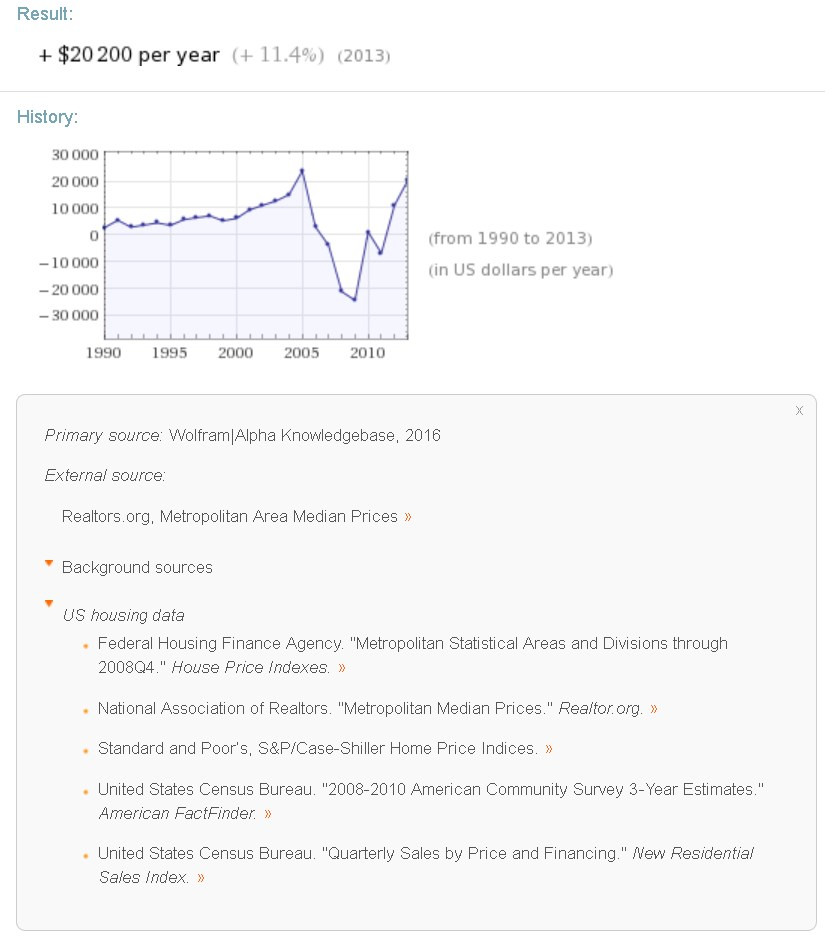 Result:
+ $20 200 per year (+ 11.4%) (2013)
History:
30 000
20 000
10 000
0
−10 000
−20 000
−30 000
1990 1995 2000 2005 2010
(from 1990 to 2013)
(in US dollars per year)
x
Primary source: Wolfram|Alpha Knowledgebase, 2016
External source:
Realtors.org, Metropolitan Area Median Prices »
Background sources
US housing data
Federal Housing Finance Agency. "Metropolitan Statistical Areas and Divisions through
2008Q4." House Price Indexes. »
National Association of Realtors. "Metropolitan Median Prices." Realtor.org. »
Standard and Poor's, S&P/Case-Shiller Home Price Indices. »
United States Census Bureau. "2008-2010 American Community Survey 3-Year Estimates."
American FactFinder. »
United States Census Bureau. "Quarterly Sales by Price and Financing." New Residential
Sales Index. »